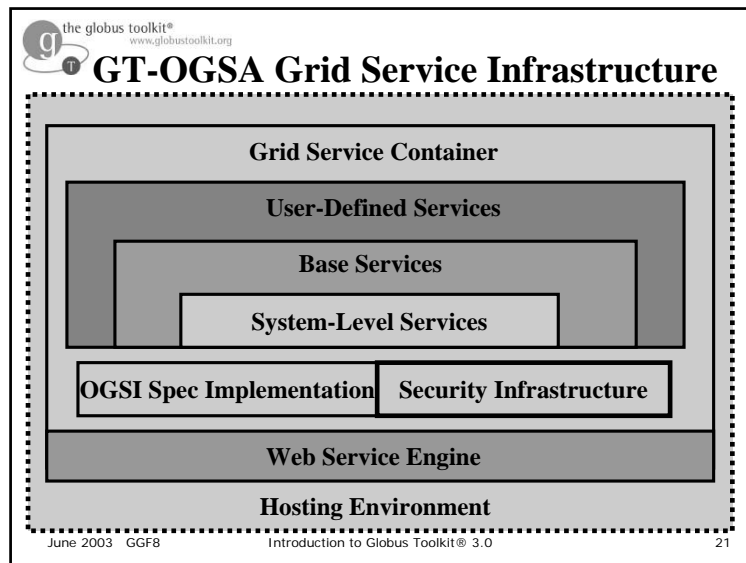 the globus toolkit®
www.globustoolkit.org
g
T
GT-OGSA Grid Service Infrastructure
Grid Service Container
User-Defined Services
Base Services
System-Level Services
OGSI Spec Implementation
Security Infrastructure
Web Service Engine
Hosting Environment
June 2003 GGF8
Introduction to Globus Toolkit® 3.0
21